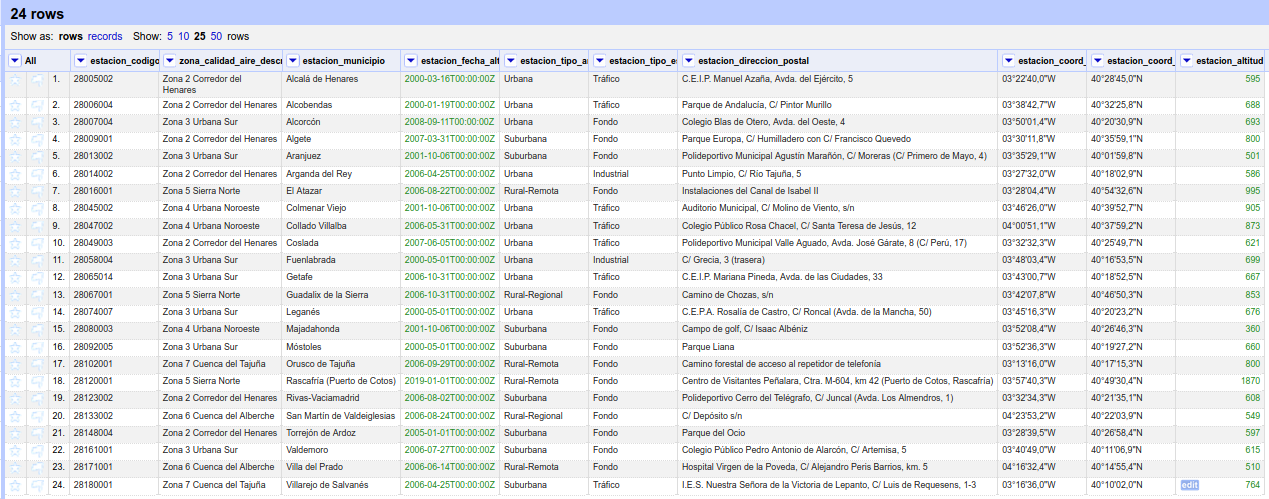 24 rows
Show as: rows records Show: 5 10 25 50 rows
All estacion_codigo zona_calidad_aire_desc estacion_municipio estacion_fecha_alt estacion_tipo_a estacion_tipo_e estacion_direccion_postal estacion_coord_ estacion_coord_ estacion_altitud
1. 28005002 Zona 2 Corredor del Henares Alcalá de Henares 2000-03-16T00:00:00Z Urbana Tráfico C.E.I.P. Manuel Azaña, Avda. del Ejército, 5 03°22'40,0"W 40°28'45,0"N 595
2. 28006004 Zona 2 Corredor del Henares Alcobendas 2000-01-19T00:00:00Z Urbana Tráfico Parque de Andalucía, C/ Pintor Murillo 03°38'42,7"W 40°32'25,8"N 688
3. 28007004 Zona 3 Urbana Sur Alcorcón 2008-09-11T00:00:00Z Urbana Fondo Colegio Blas de Otero, Avda. del Oeste, 4 03°50'01,4"W 40°20'30,9"N 693
4. 28009001 Zona 2 Corredor del Henares Algete 2007-03-31T00:00:00Z Suburbana Fondo Parque Europa, C/ Humilladero con C/ Francisco Quevedo 03°30'11,8"W 40°35'59,1"N 800
5. 28013002 Zona 3 Urbana Sur Aranjuez 2001-10-06T00:00:00Z Suburbana Fondo Polideportivo Municipal Agustín Marañón, C/ Moreras (C/ Primero de Mayo, 4) 03°35'29,1"W 40°01'59,8"N 501
6. 28014002 Zona 2 Corredor del Henares Arganda del Rey 2006-04-25T00:00:00Z Urbana Industrial Punto Limpio, C/ Río Tajuña, 5 03°27'32,0"W 40°18'02,9"N 586
7. 28016001 Zona 5 Sierra Norte El Atazar 2006-08-22T00:00:00Z Rural-Remota Fondo Instalaciones del Canal de Isabel II 03°28'04,4"W 40°54'32,6"N 995
8. 28045002 Zona 4 Urbana Noroeste Colmenar Viejo 2001-10-06T00:00:00Z Urbana Tráfico Auditorio Municipal, C/ Molino de Viento, s/n 03°46'26,0"W 40°39'52,7"N 905
9. 28047002 Zona 4 Urbana Noroeste Collado Villalba 2006-05-31T00:00:00Z Urbana Tráfico Colegio Público Rosa Chacel, C/ Santa Teresa de Jesús, 12 04°00'51,1"W 40°37'59,2"N 873
10. 28049003 Zona 2 Corredor del Henares Coslada 2007-06-05T00:00:00Z Urbana Tráfico Polideportivo Municipal Valle Aguado, Avda. José Gárate, 8 (C/ Perú, 17) 03°32'32,3"W 40°25'49,7"N 621
11. 28058004 Zona 3 Urbana Sur Fuenlabrada 2000-05-01T00:00:00Z Urbana Industrial C/ Grecia, 3 (trasera) 03°48'03,4"W 40°16'53,5"N 699
12. 28065014 Zona 3 Urbana Sur Getafe 2006-10-31T00:00:00Z Urbana Tráfico C.E.I.P. Mariana Pineda, Avda. de las Ciudades, 33 03°43'00,7"W 40°18'52,5"N 667
13. 28067001 Zona 5 Sierra Norte Guadalix de la Sierra 2006-10-31T00:00:00Z Rural-Regional Fondo Camino de Chozas, s/n 03°42'07,8"W 40°46'50,3"N 853
14. 28074007 Zona 3 Urbana Sur Leganés 2000-05-01T00:00:00Z Urbana Tráfico C.E.P.A. Rosalía de Castro, C/ Roncal (Avda. de la Mancha, 50) 03°45'16,3"W 40°20'23,2"N 676
15. 28080003 Zona 4 Urbana Noroeste Majadahonda 2001-10-06T00:00:00Z Suburbana Fondo Campo de golf, C/ Isaac Albéniz 03°52'08,4"W 40°26'46,3"N 360
16. 28092005 Zona 3 Urbana Sur Móstoles 2000-05-01T00:00:00Z Suburbana Fondo Parque Liana 03°52'36,3"W 40°19'27,2"N 660
17. 28102001 Zona 7 Cuenca del Tajuña Orusco de Tajuña 2006-09-29T00:00:00Z Rural-Remota Fondo Camino forestal de acceso al repetidor de telefonía 03°13'16,0"W 40°17'15,3"N 800
18. 28120001 Zona 5 Sierra Norte Rascafría (Puerto de Cotos) 2019-01-01T00:00:00Z Rural-Remota Fondo Centro de Visitantes Peñalara, Ctra. M-604, km 42 (Puerto de Cotos, Rascafría) 03°57'40,3"W 40°49'30,4"N 1870
19. 28123002 Zona 2 Corredor del Henares Rivas-Vaciamadrid 2006-08-02T00:00:00Z Suburbana Fondo Polideportivo Cerro del Telégrafo, C/ Juncal (Avda. Los Almendros, 1) 03°32'34,3"W 40°21'35,1"N 608
20. 28133002 Zona 6 Cuenca del Alberche San Martín de Valdeiglesias 2006-08-24T00:00:00Z Rural-Regional Fondo C/ Depósito s/n 04°23'53,2"W 40°22'03,9"N 549
21. 28148004 Zona 2 Corredor del Henares Torrejón de Ardoz 2005-01-01T00:00:00Z Suburbana Fondo Parque del Ocio 03°28'39,5"W 40°26'58,4"N 597
22. 28161001 Zona 3 Urbana Sur Valdemoro 2006-07-27T00:00:00Z Suburbana Fondo Colegio Público Pedro Antonio de Alarcón, C/ Artemisa, 5 03°40'49,0"W 40°11'06,9"N 615
23. 28171001 Zona 6 Cuenca del Alberche Villa del Prado 2006-06-14T00:00:00Z Rural-Remota Fondo Hospital Virgen de la Poveda, C/ Alejandro Peris Barrios, km. 5 04°16'32,4"W 40°14'55,4"N 510
24. 28180001 Zona 7 Cuenca del Tajuña Villarejo de Salvanés 2006-04-25T00:00:00Z Suburbana Fondo I.E.S. Nuestra Señora de la Victoria de Lepanto, C/ Luis de Requesens, 1-3 03°16'36,0"W 40°10'02,0"N edit 764